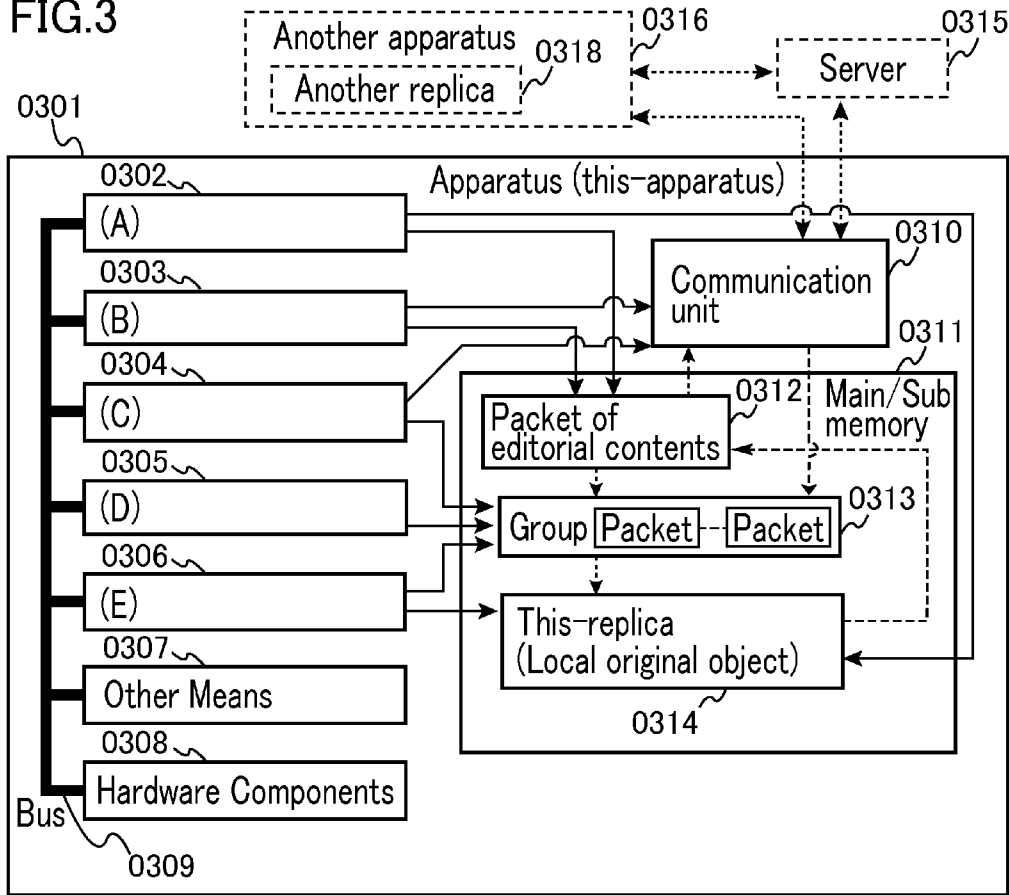 FIG.3
0316
0315
Another apparatus
0318
Server
Another replica
0301
0302
Apparatus (this-apparatus)
(A)
0310
0303
Communication
unit
(B)
0311
0304
0312
Main/Sub
memory
(C)
Packet of
editorial contents
0305
0313
(D)
Group
Packet
Packet
0306
(E)
This-replica
(Local original object)
0307
Other Means
0314
0308
Hardware Components
Bus
0309